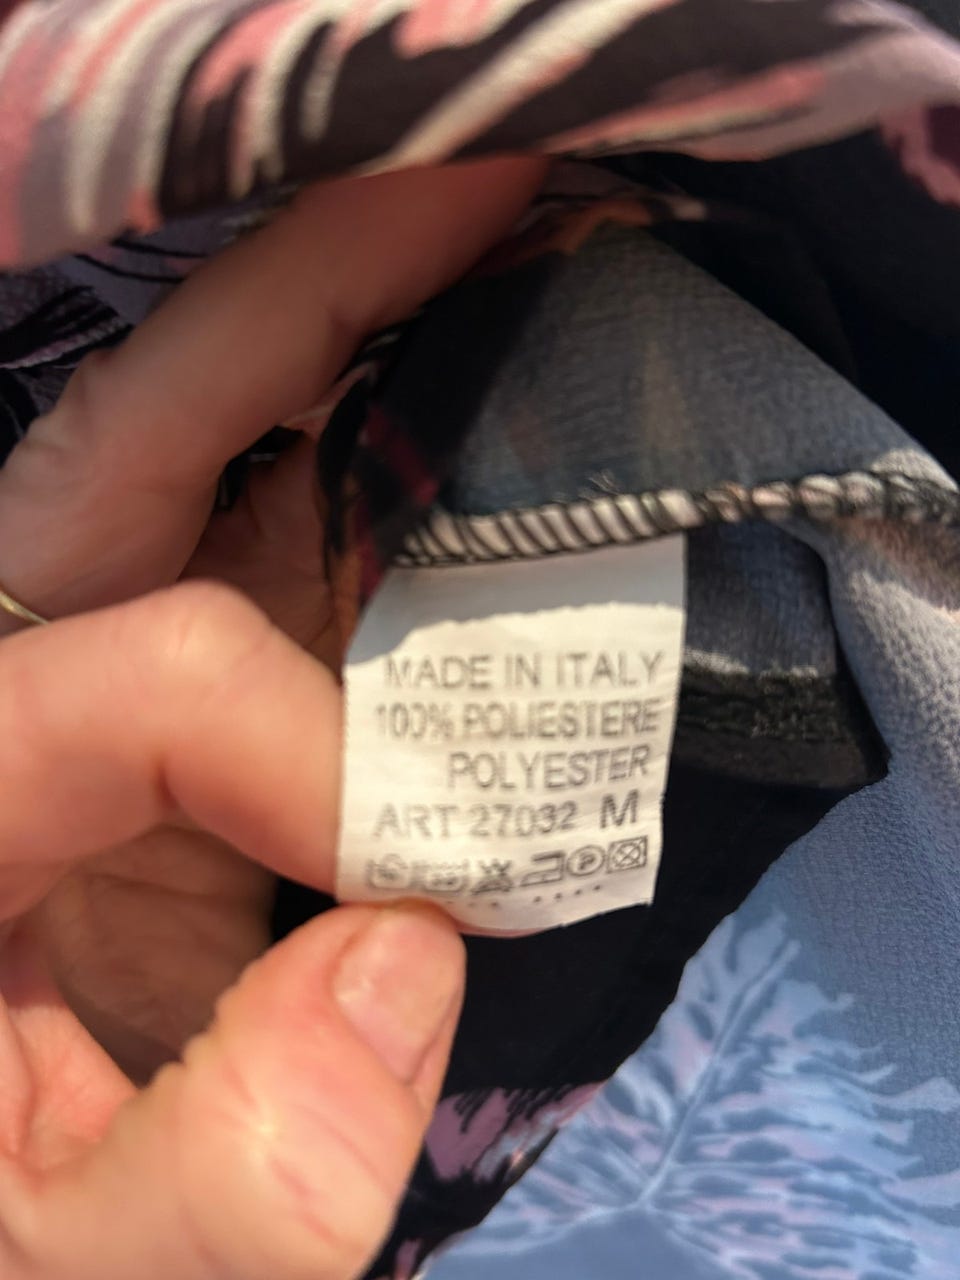 MADE IN ITALY
100% POLIESTERE
POLYESTER
ART 27032 M
P